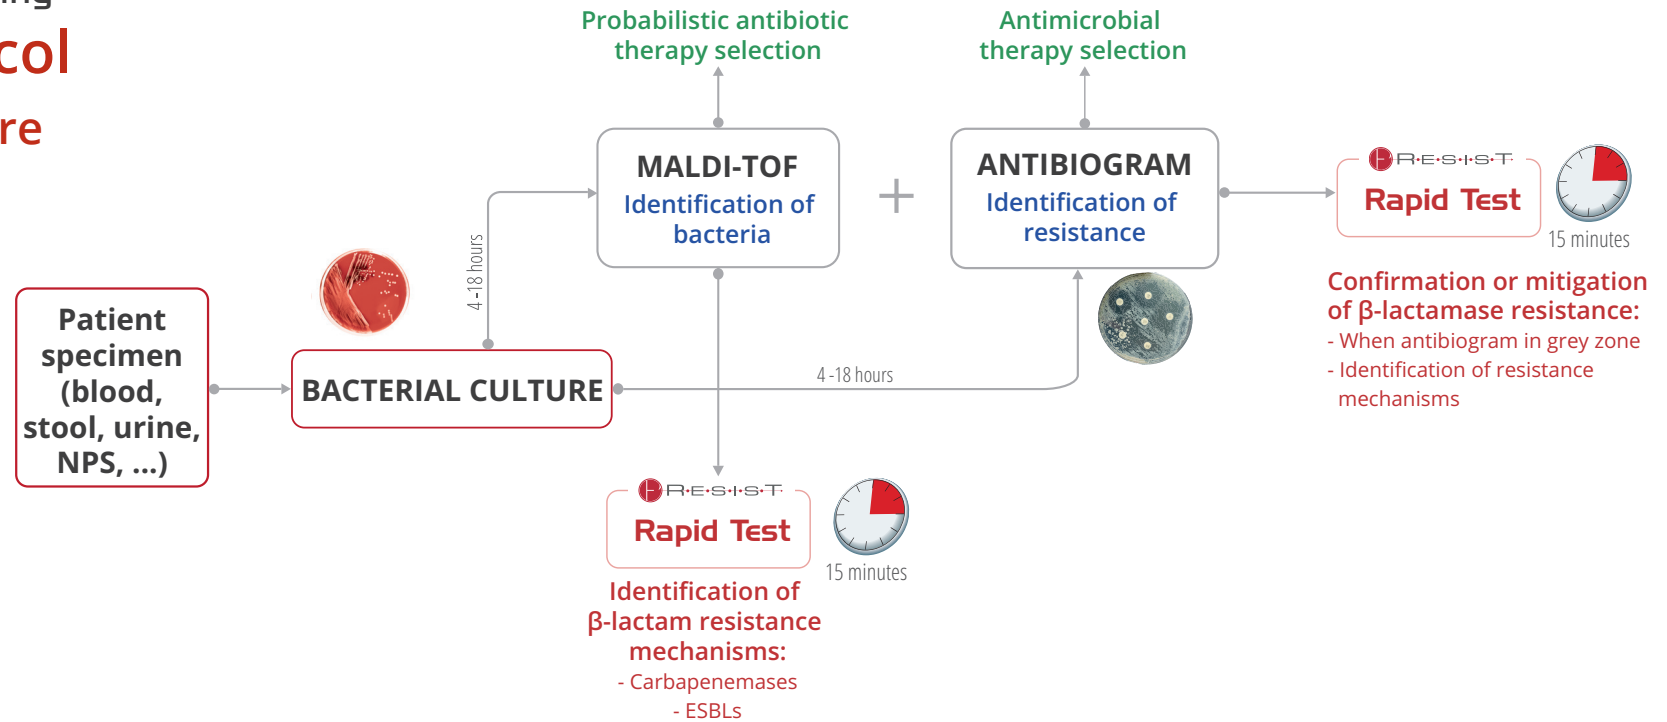 col
re
Probabilistic antibiotic
therapy selection
Antimicrobial
therapy selection
MALDI-TOF
Identification of
bacteria
+
ANTIBIOGRAM
Identification of
resistance
R·E·S·I·S·T
Rapid Test
15 minutes
Confirmation or mitigation
of β-lactamase resistance:
- When antibiogram in grey zone
- Identification of resistance
mechanisms
4 -18 hours
Patient
specimen
(blood,
stool, urine,
NPS, ...)
BACTERIAL CULTURE
4 -18 hours
R·E·S·I·S·T
Rapid Test
15 minutes
Identification of
β-lactam resistance
mechanisms:
- Carbapenemases
- ESBLs